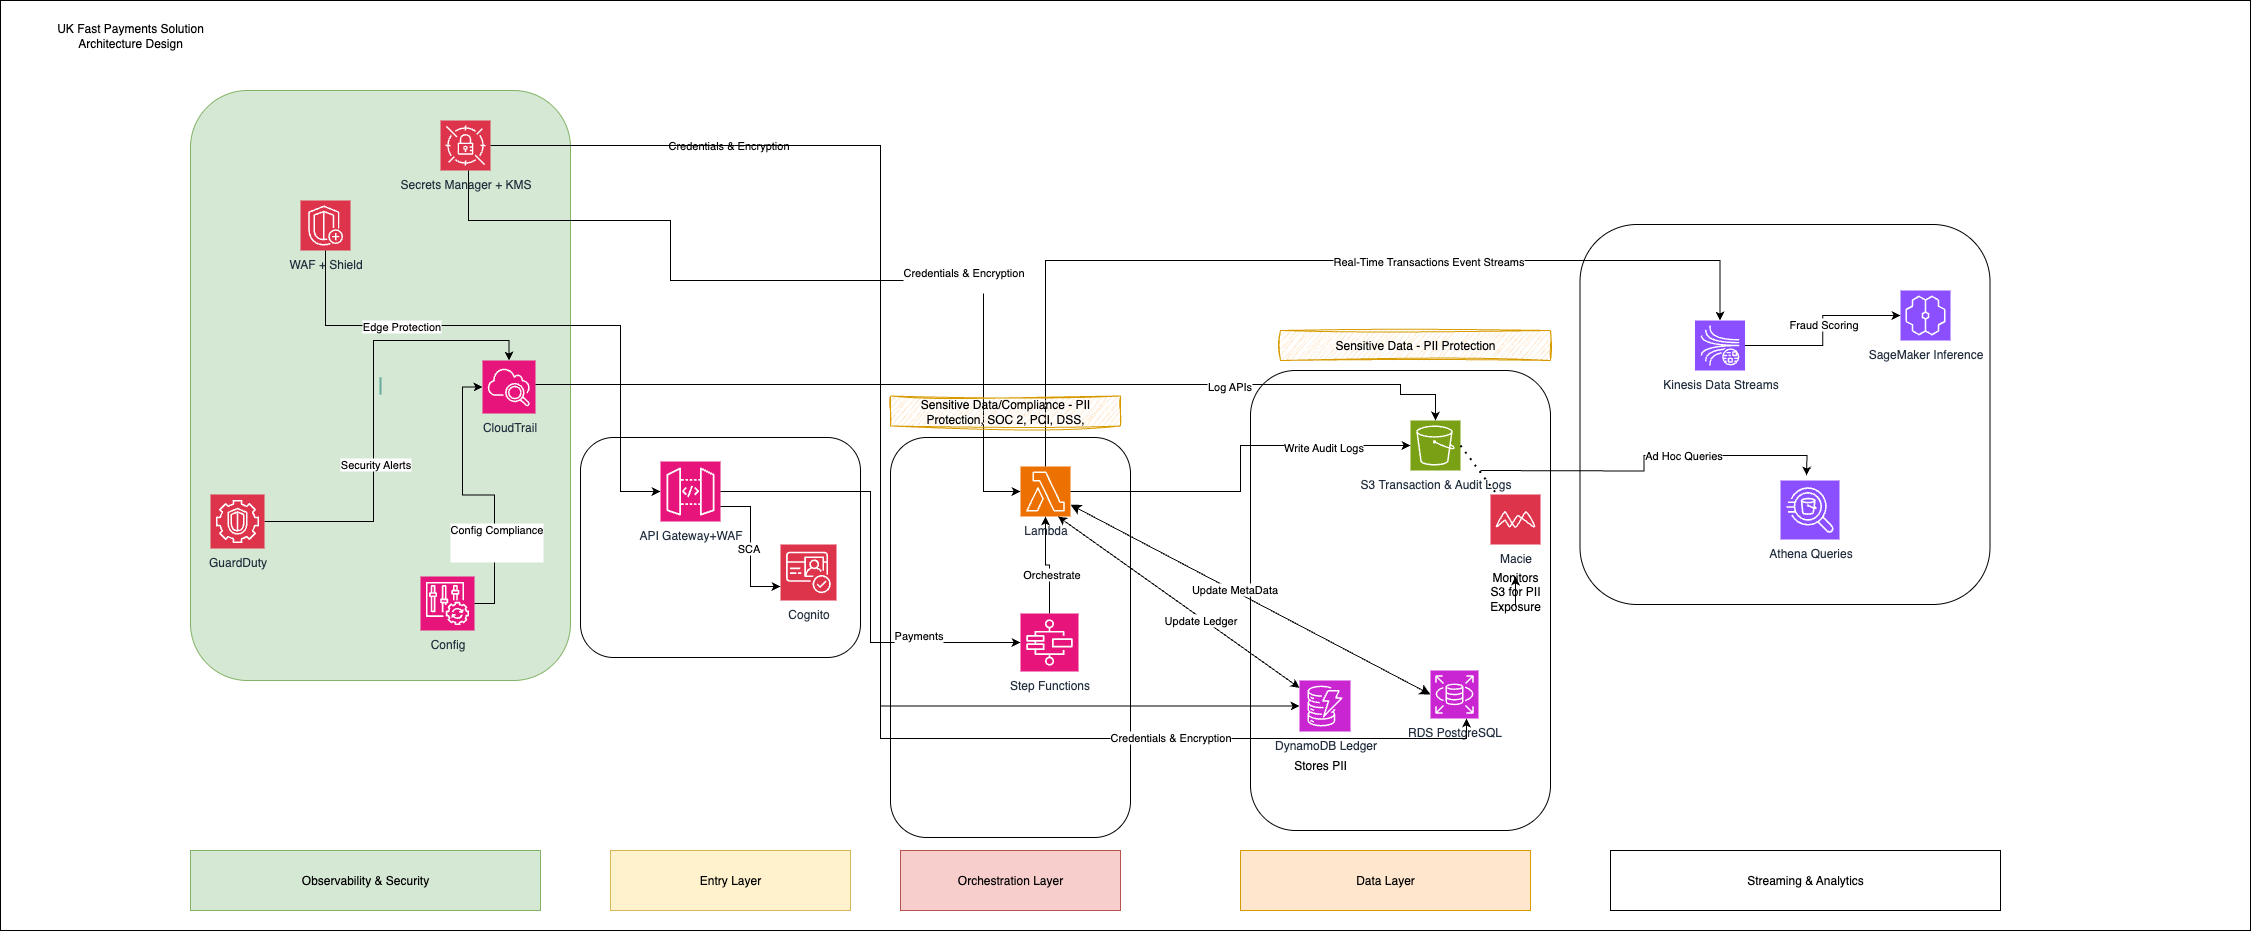 UK Fast Payments Solution
Architecture Design
Secrets Manager + KMS
Credentials & Encryption
WAF + Shield
Credentials & Encryption
Edge Protection
CloudTrail
Security Alerts
GuardDuty
Config Compliance
Config
API Gateway+WAF
SCA
Cognito
Payments
Sensitive Data/Compliance - PII
Protection, SOC 2, PCI, DSS,
Lambda
Orchestrate
Step Functions
Real-Time Transactions Event Streams
Log APIs
Write Audit Logs
Update MetaData
Update Ledger
Credentials & Encryption
Sensitive Data - PII Protection
S3 Transaction & Audit Logs
Macie
Monitors
S3 for PII
Exposure
DynamoDB Ledger
Stores PII
RDS PostgreSQL
Kinesis Data Streams
Fraud Scoring
SageMaker Inference
Ad Hoc Queries
Athena Queries
Observability & Security
Entry Layer
Orchestration Layer
Data Layer
Streaming & Analytics